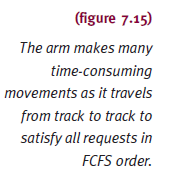 (figure 7.15)
The arm makes many
time-consuming
movements as it travels
from track to track to
satisfy all requests in
FCFS order.